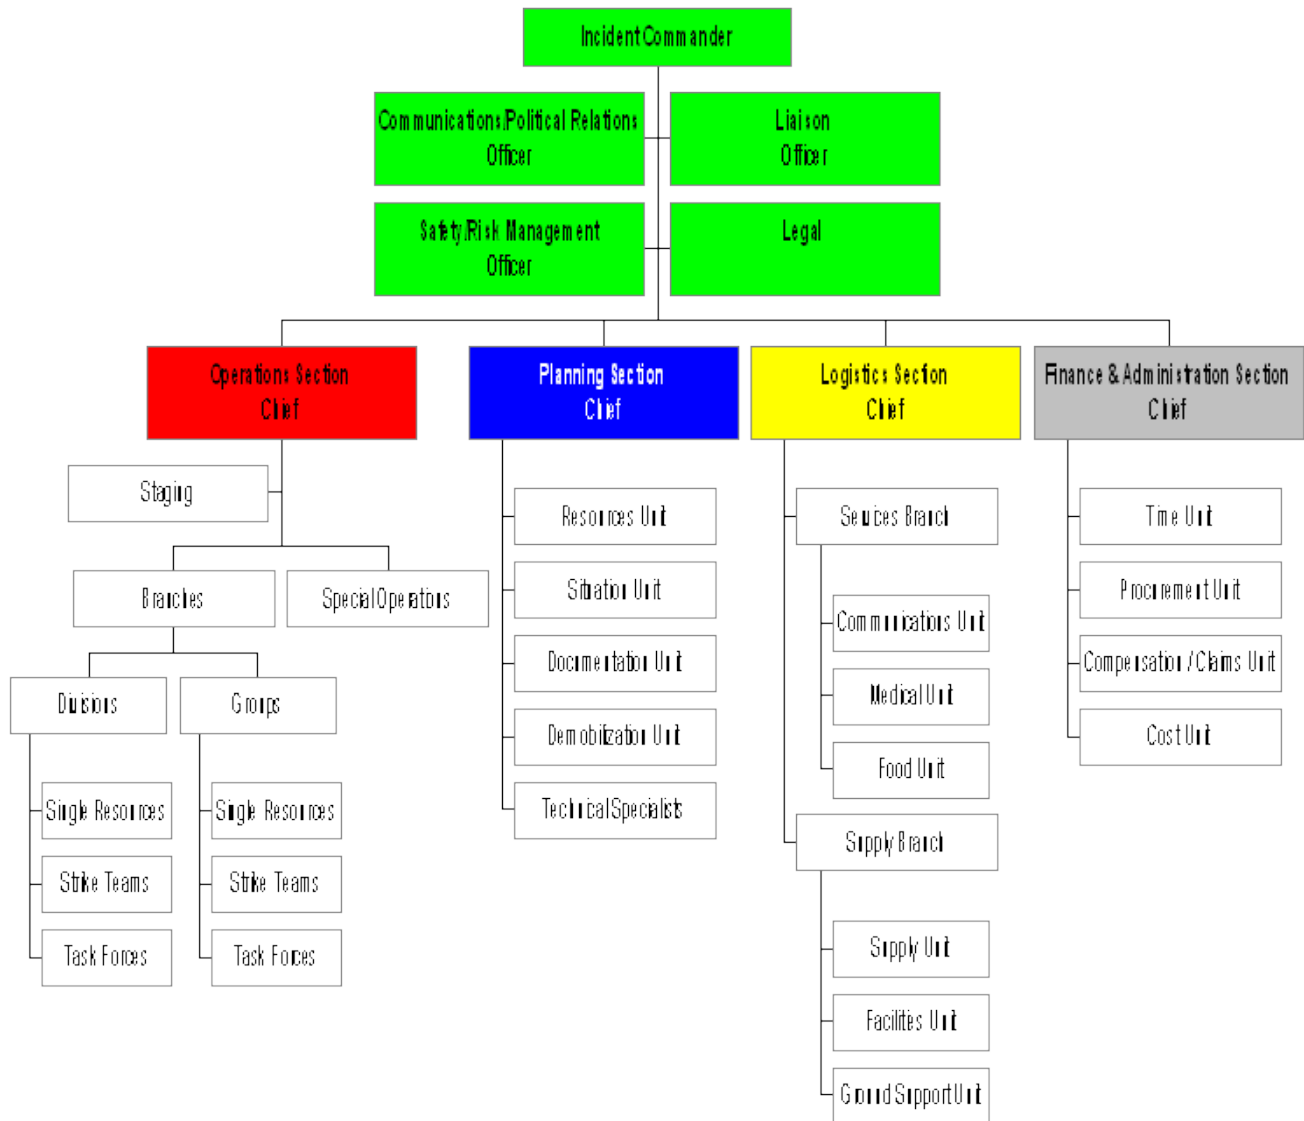 Incident Commander
Communications/Political Relations
Officer
Liaison
Officer
Safety/Risk Management
Officer
Legal
Operations Section
Chief
Planning Section
Chief
Logistics Section
Chief
Finance & Administration Section
Chief
Staging
Branches
Special Operations
Divisions
Groups
Single Resources
Strike Teams
Task Forces
Single Resources
Strike Teams
Task Forces
Resources Unit
Situation Unit
Documentation Unit
Demobilization Unit
Technical Specialists
Services Branch
Communications Unit
Medical Unit
Food Unit
Supply Branch
Supply Unit
Facilities Unit
Ground Support Unit
Time Unit
Procurement Unit
Compensation / Claims Unit
Cost Unit